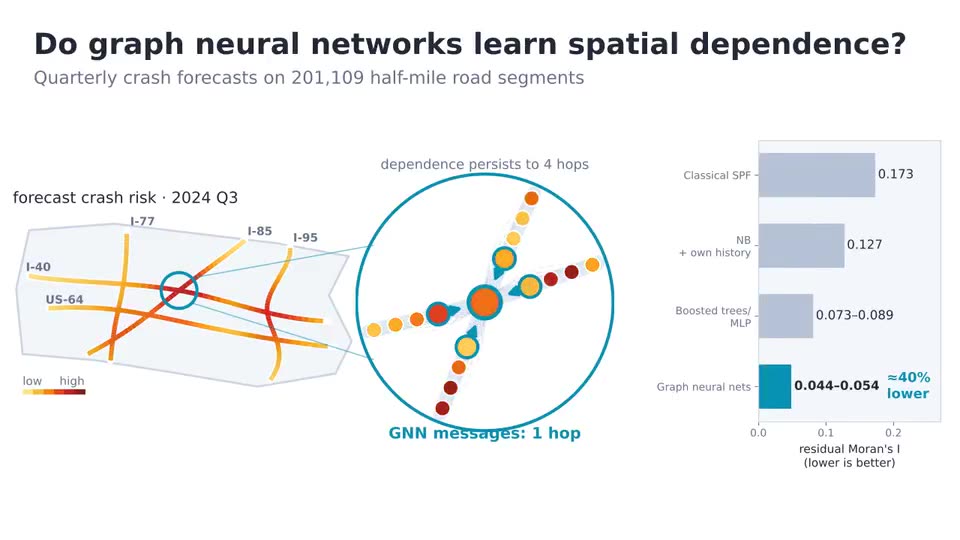 Do graph neural networks learn spatial dependence?
Quarterly crash forecasts on 201,109 half-mile road segments
forecast crash risk · 2024 Q3
I-77
I-85
I-95
I-40
US-64
low high
dependence persists to 4 hops
GNN messages: 1 hop
Classical SPF
0.173
NB
+ own history
0.127
Boosted trees/
MLP
0.073–0.089
Graph neural nets
0.044–0.054
≈40%
lower
0.0 0.1 0.2
residual Moran's I
(lower is better)